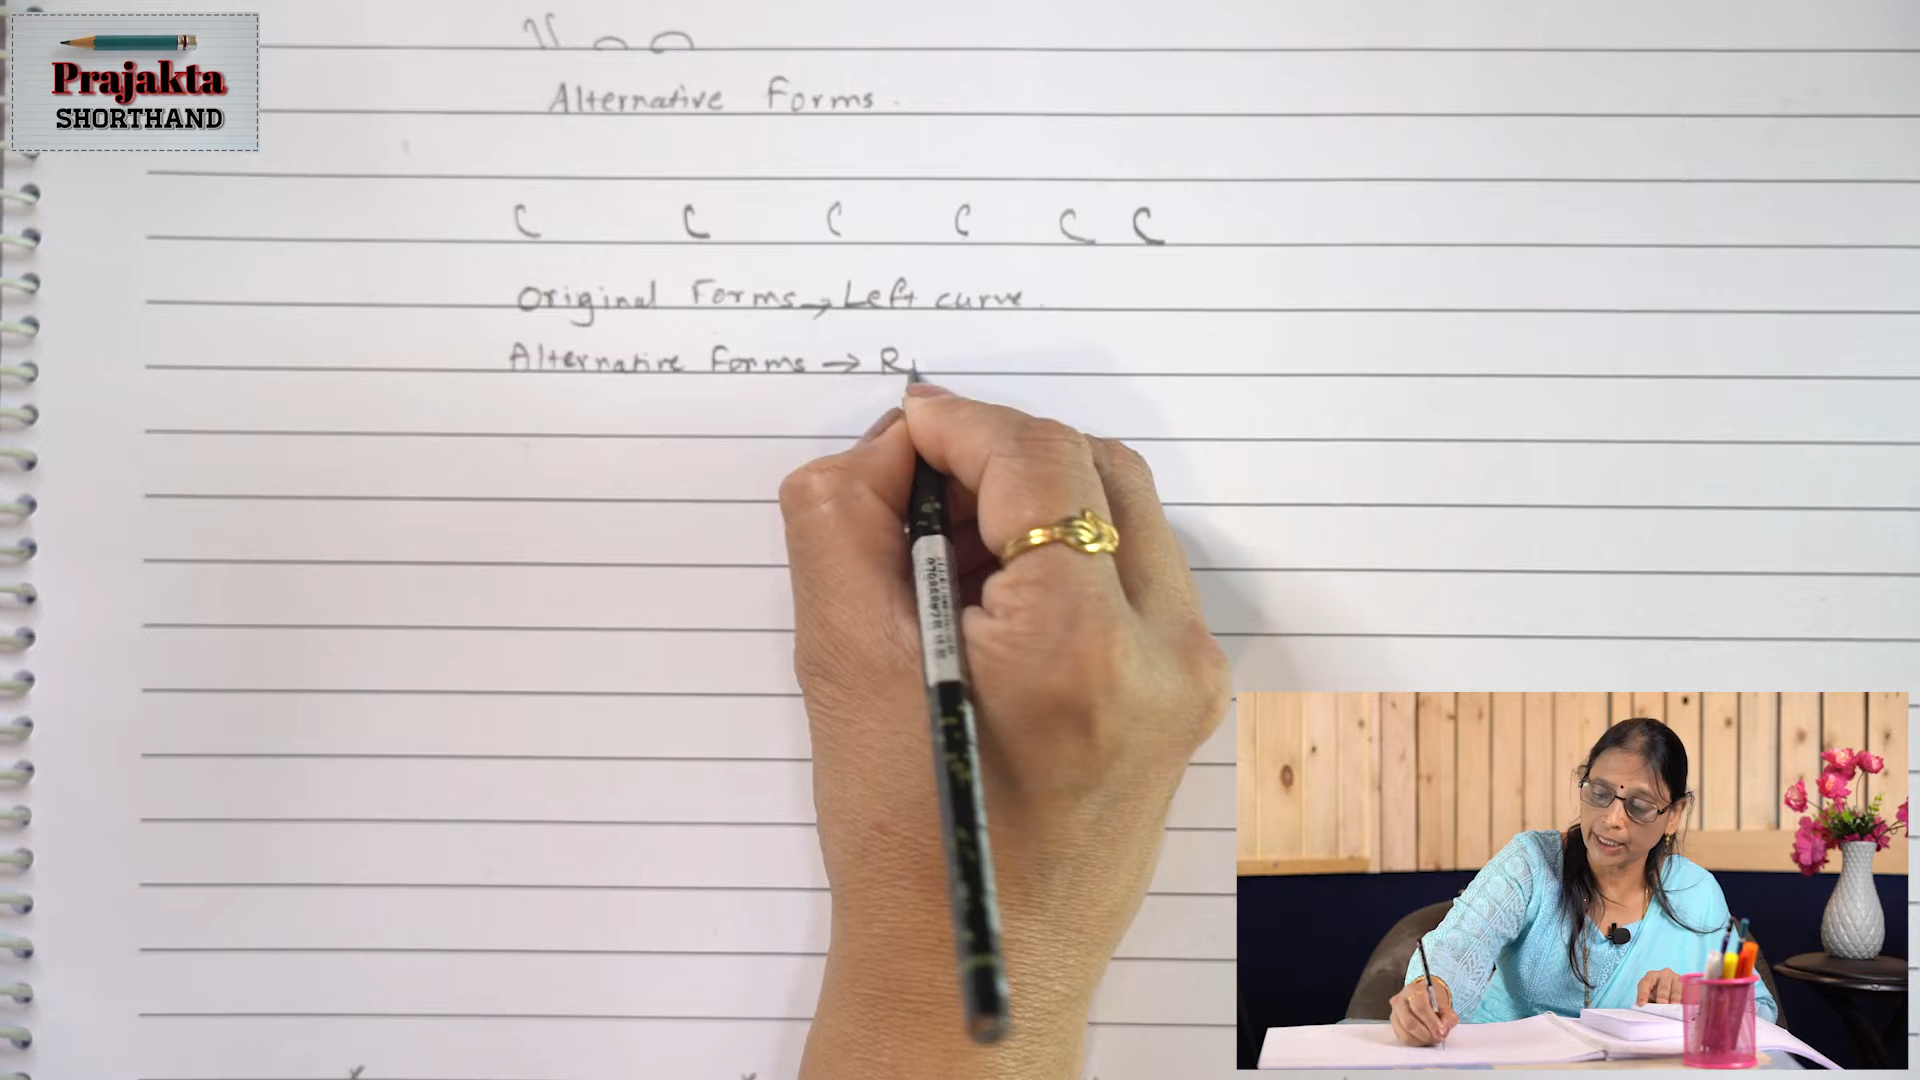 Prajakta
SHORTHAND
Alternative Forms.
Original Forms → Left curve.
Alternative Forms → R